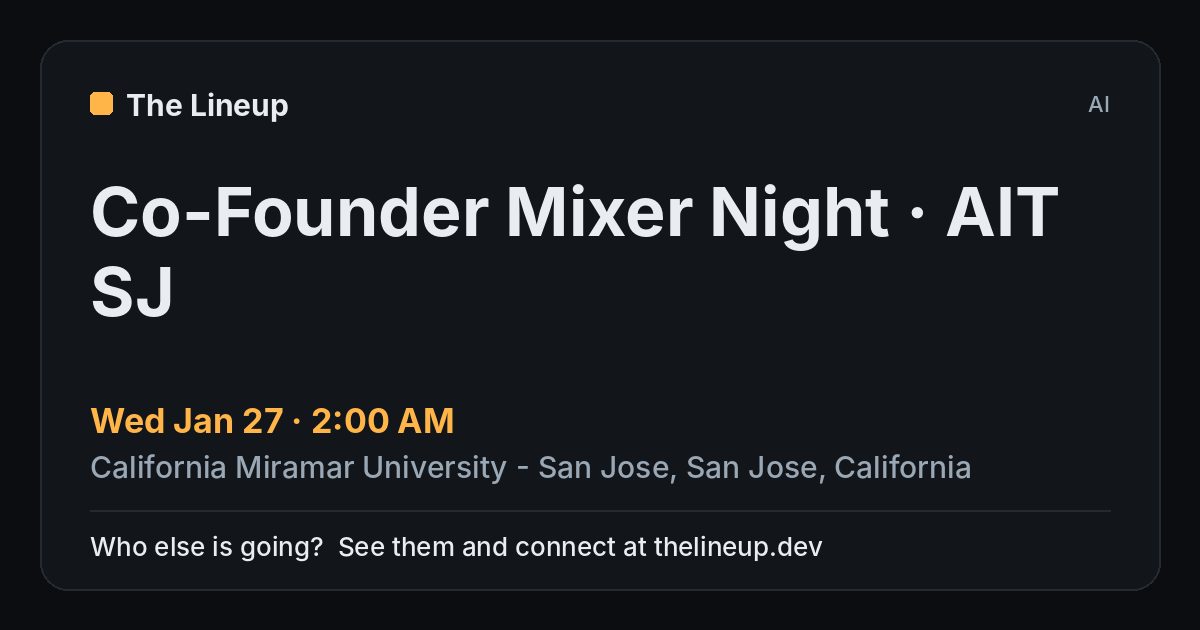 The Lineup
AI
Co-Founder Mixer Night · AIT
SJ
Wed Jan 27 · 2:00 AM
California Miramar University - San Jose, San Jose, California
Who else is going? See them and connect at thelineup.dev